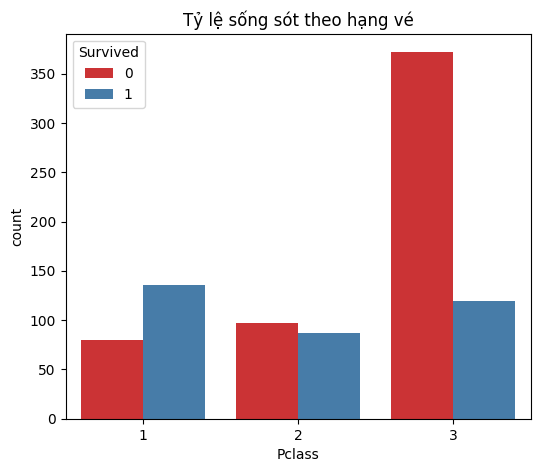 Tỷ lệ sống sót theo hạng vé
Survived
0
1
350
300
250
200
150
100
50
0
count
1 2 3
Pclass